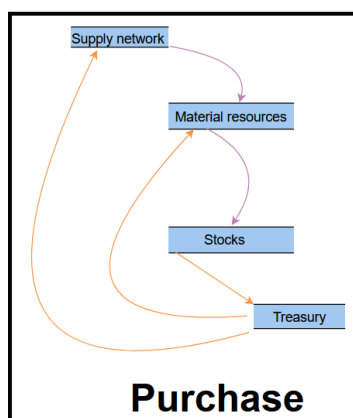 Supply network
Material resources
Stocks
Treasury
Purchase